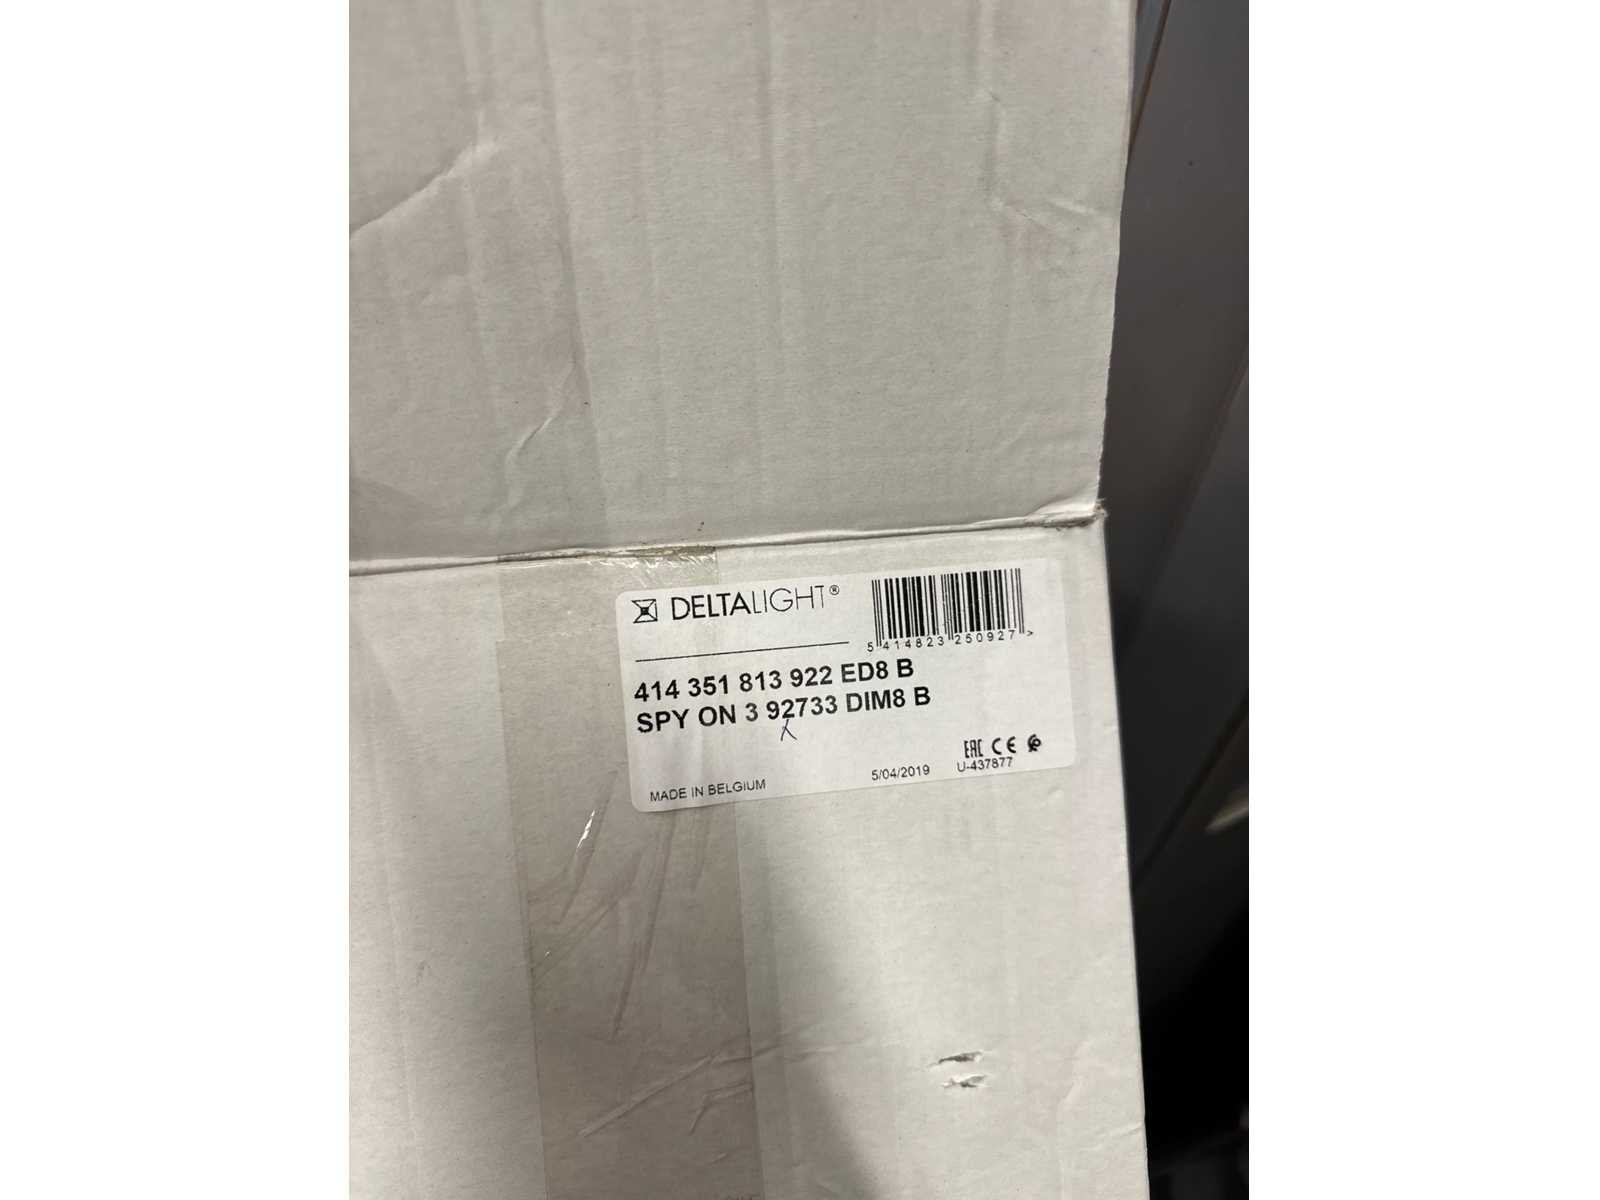 DELTALIGHT®
5 414823 250927 >
414 351 813 922 ED8 B
SPY ON 3 92733 DIM8 B
EAC CE
5/04/2019 U-437877
MADE IN BELGIUM